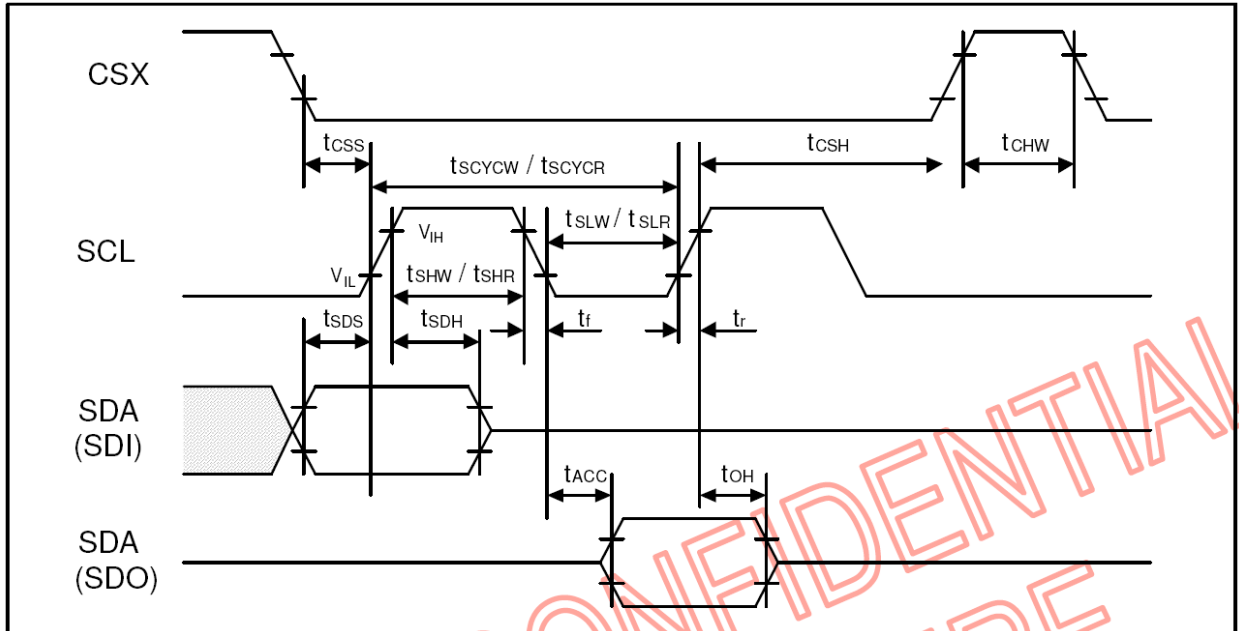 CSX
tCSS
tSCYCW / tSCYCR
tCSH
tCHW
SCL
VIH
VIL
tSLW / tSLR
tSHW / tSHR
tSDS
tSDH
tf
tr
SDA
(SDI)
tACC
tOH
SDA
(SDO)
CONFIDENTIAL